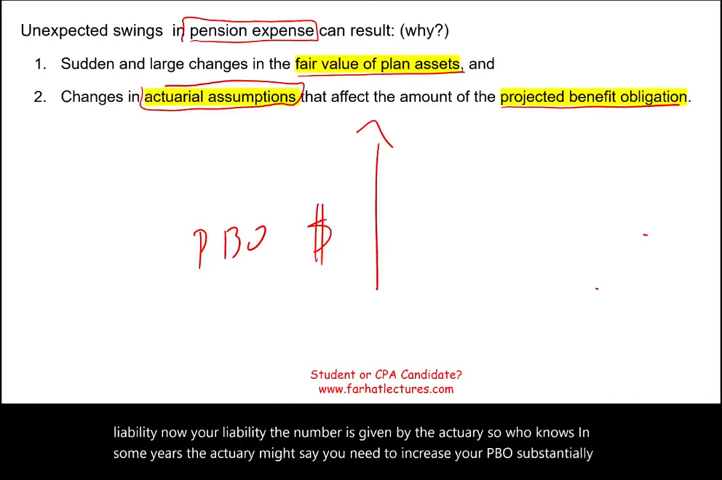 Unexpected swings in pension expense can result: (why?)
1. Sudden and large changes in the fair value of plan assets, and
2. Changes in actuarial assumptions that affect the amount of the projected benefit obligation.
PBO $
Student or CPA Candidate?
www.farhatlectures.com
liability now your liability the number is given by the actuary so who knows In
some years the actuary might say you need to increase your PBO substantially